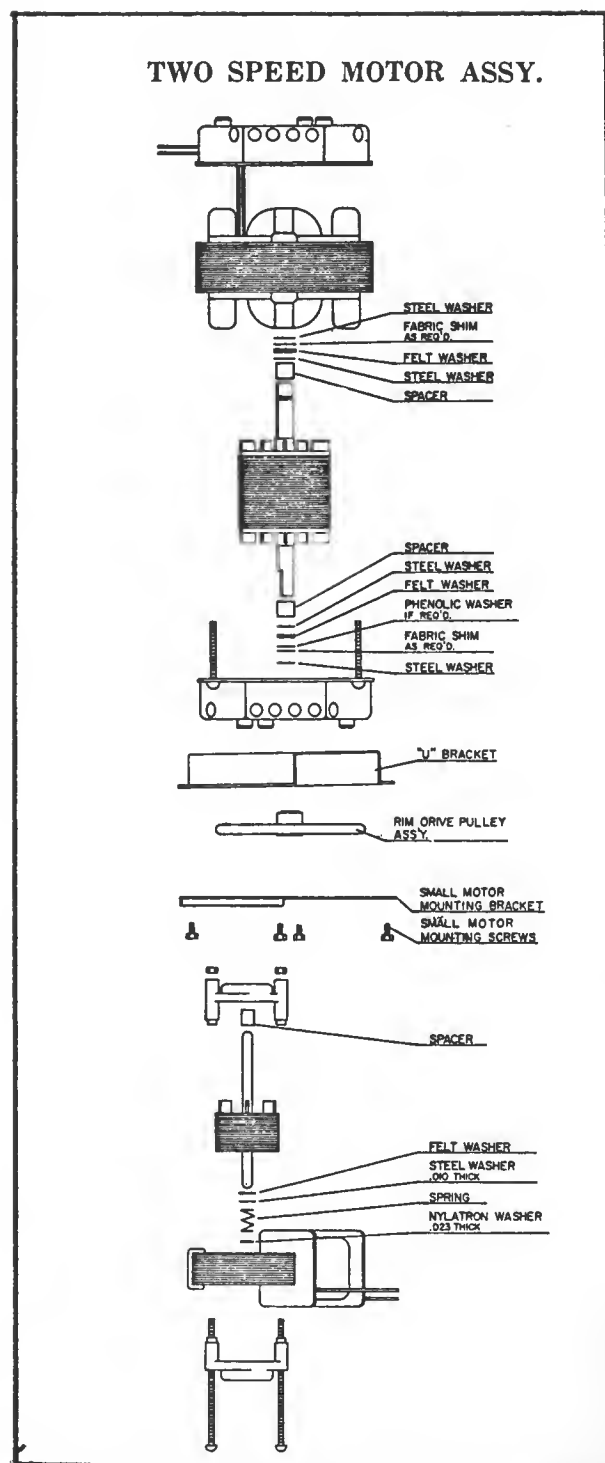 TWO SPEED MOTOR ASSY.
STEEL WASHER
FABRIC SHIM
AS REQ'D.
FELT WASHER
STEEL WASHER
SPACER
SPACER
STEEL WASHER
FELT WASHER
PHENOLIC WASHER
IF REQ'D.
FABRIC SHIM
AS REQ'D.
STEEL WASHER
"U" BRACKET
RIM DRIVE PULLEY
ASS'Y.
SMALL MOTOR
MOUNTING BRACKET
SMALL MOTOR
MOUNTING SCREWS
SPACER
FELT WASHER
STEEL WASHER
.010 THICK
SPRING
NYLATRON WASHER
.023 THICK